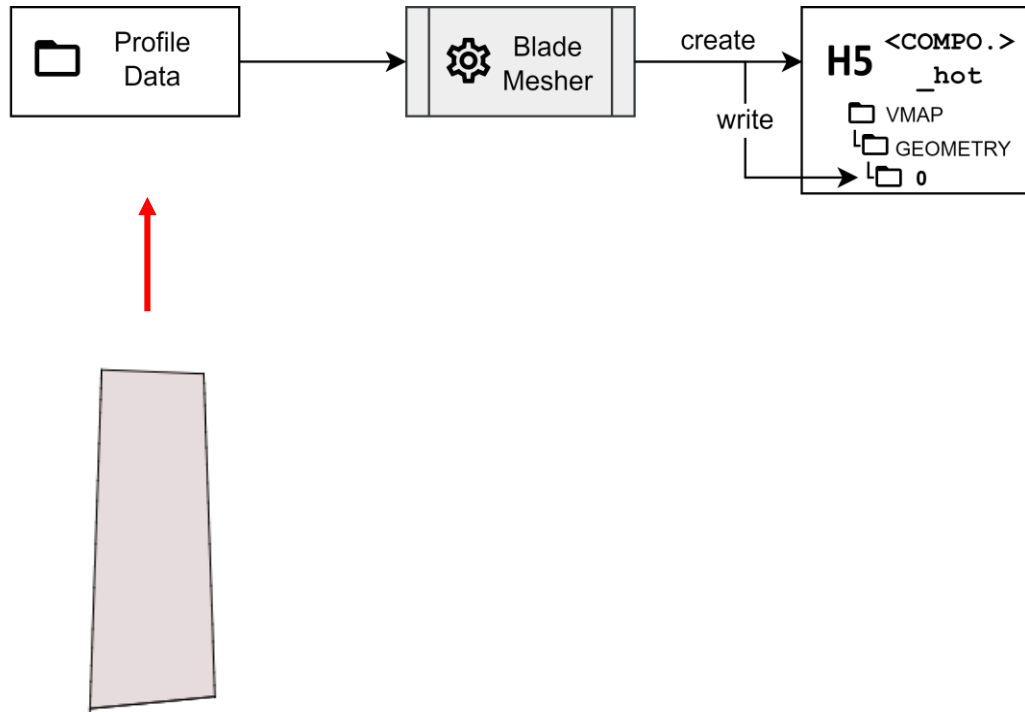 Profile
Data
Blade
Mesher
create
write
H5 <COMPO.>
_hot
VMAP
GEOMETRY
0